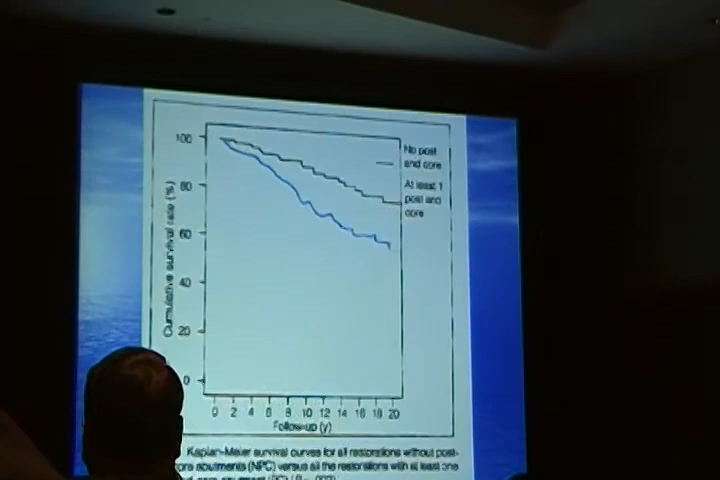 100
80
60
40
20
0
Cumulative survival rate (%)
0 2 4 6 8 10 12 14 16 18 20
Follow-up (y)
No post
and core
At least 1
post and
core
Kaplan-Meier survival curves for all restorations without post-
core abutments (NPC) versus all the restorations with at least one